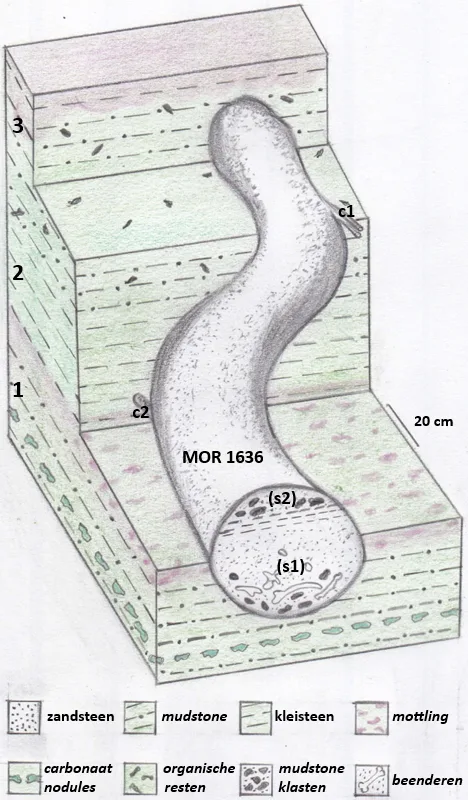 3
c1
2
1
c2
20 cm
MOR 1636
(s2)
(s1)
zandsteen mudstone kleisteen mottling
carbonaat nodules organische resten mudstone klasten beenderen